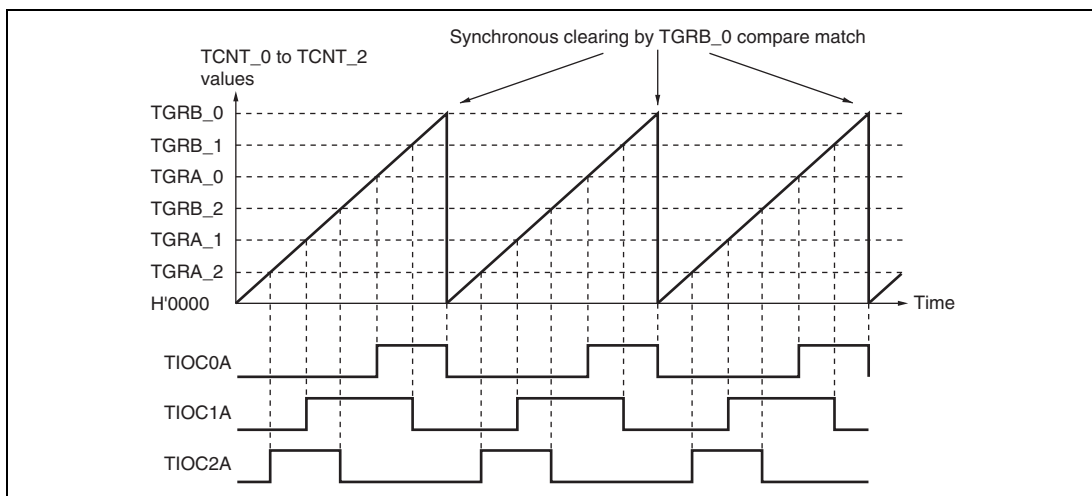 Synchronous clearing by TGRB_0 compare match
TCNT_0 to TCNT_2
values
TGRB_0
TGRB_1
TGRA_0
TGRB_2
TGRA_1
TGRA_2
H'0000
Time
TIOC0A
TIOC1A
TIOC2A